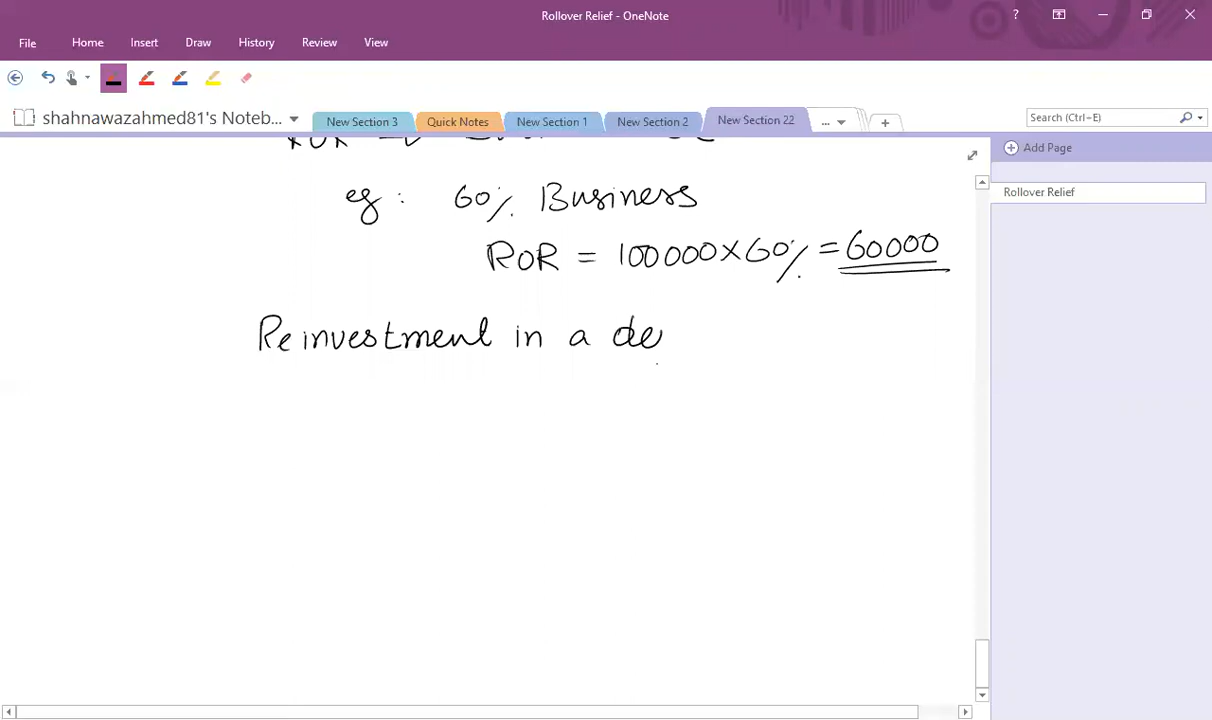 Rollover Relief - OneNote
?
File Home Insert Draw History Review View
shahnawazahmed81's Noteb...
New Section 3 Quick Notes New Section 1 New Section 2 New Section 22 ...
Search (Ctrl+E)
Add Page
Rollover Relief
eg : 60% Business
ROR = 100000 × 60% = 60000
Reinvestment in a de